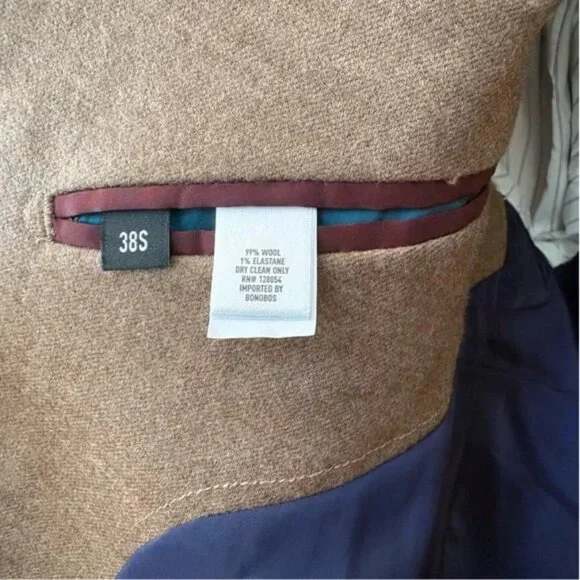 38S
99% WOOL
1% ELASTANE
DRY CLEAN ONLY
RN# 128054
IMPORTED BY
BONOBOS